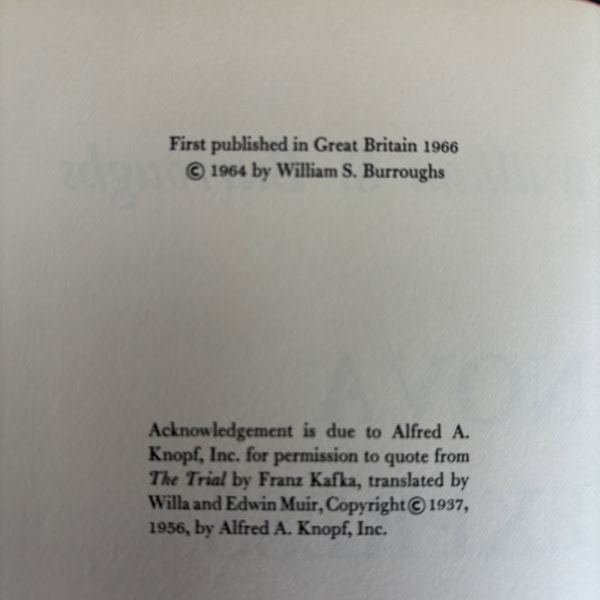 First published in Great Britain 1966
© 1964 by William S. Burroughs
Acknowledgement is due to Alfred A.
Knopf, Inc. for permission to quote from
The Trial by Franz Kafka, translated by
Willa and Edwin Muir, Copyright © 1937,
1956, by Alfred A. Knopf, Inc.